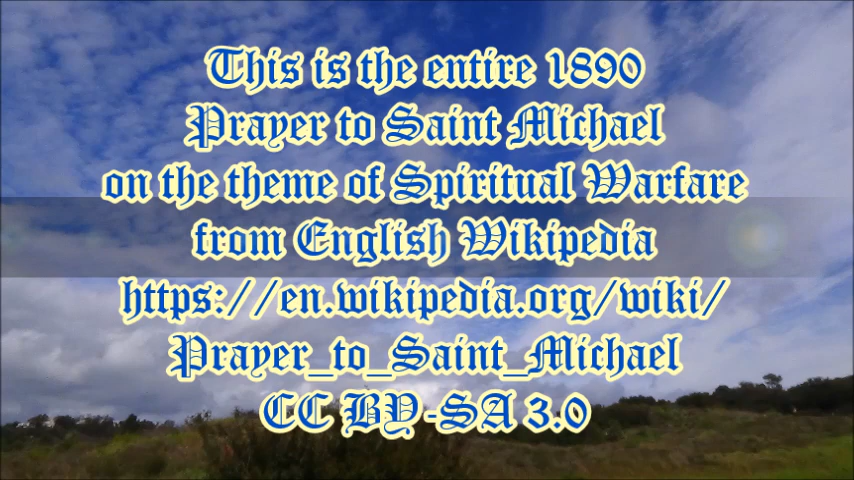 This is the entire 1890
Prayer to Saint Michael
on the theme of Spiritual Warfare
from English Wikipedia
https://en.wikipedia.org/wiki/
Prayer_to_Saint_Michael
CC BY-SA 3.0